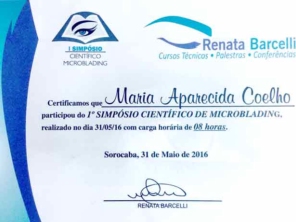 I SIMPÓSIO
CIENTÍFICO
MICROBLADING
Renata Barcelli
Cursos Técnicos • Palestras • Conferências
Certificamos que Maria Aparecida Coelho
participou do Iº SIMPÓSIO CIENTÍFICO DE MICROBLADING,
realizado no dia 31/05/16 com carga horária de 08 horas.
Sorocaba, 31 de Maio de 2016
RENATA BARCELLI